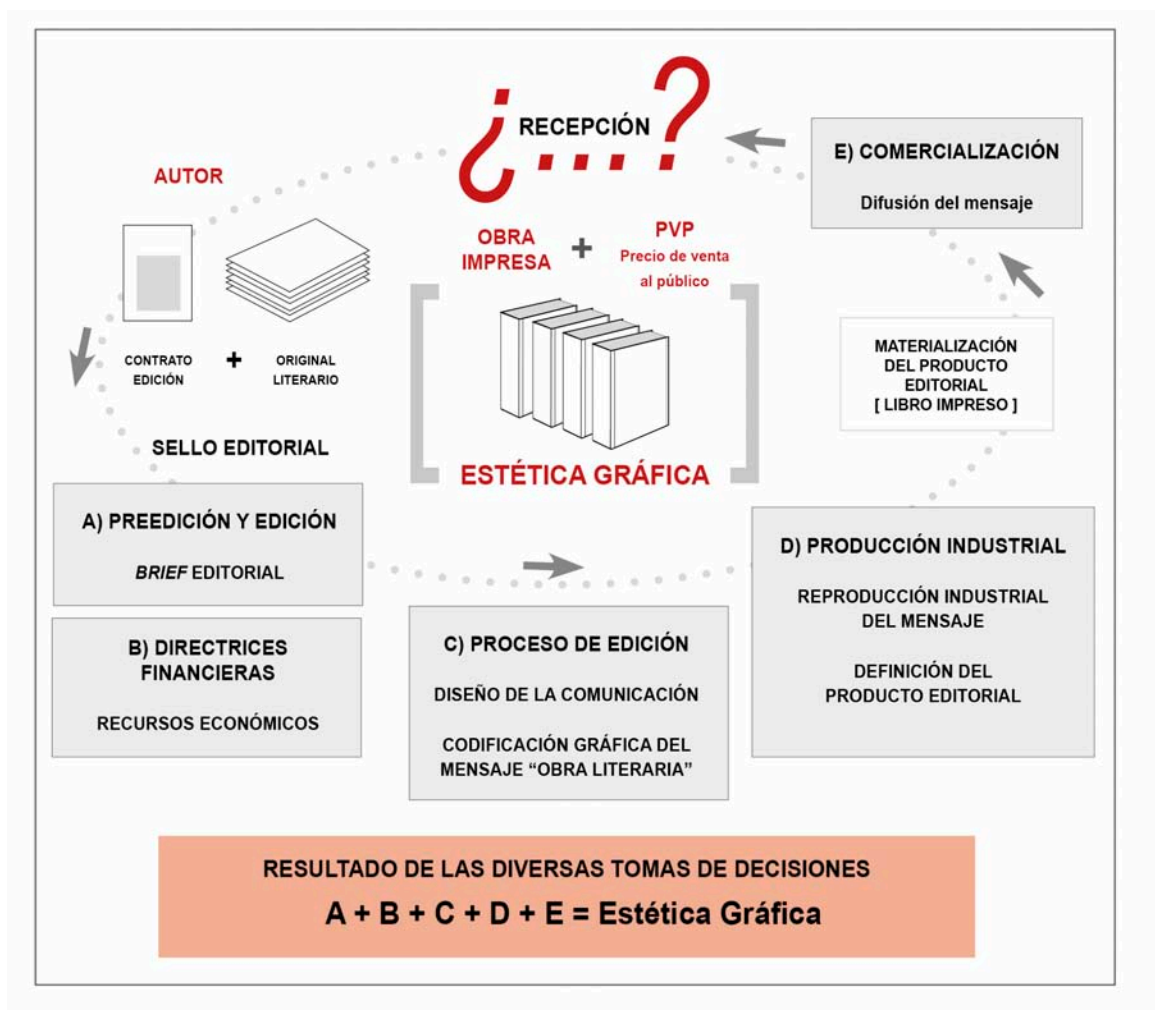 ¿ RECEPCIÓN ... ?
AUTOR
CONTRATO
EDICIÓN
+
ORIGINAL
LITERARIO
SELLO EDITORIAL
OBRA
IMPRESA
+
PVP
Precio de venta
al público
ESTÉTICA GRÁFICA
A) PREEDICIÓN Y EDICIÓN
BRIEF EDITORIAL
B) DIRECTRICES
FINANCIERAS
RECURSOS ECONÓMICOS
C) PROCESO DE EDICIÓN
DISEÑO DE LA COMUNICACIÓN
CODIFICACIÓN GRÁFICA DEL
MENSAJE “OBRA LITERARIA”
D) PRODUCCIÓN INDUSTRIAL
REPRODUCCIÓN INDUSTRIAL
DEL MENSAJE
DEFINICIÓN DEL
PRODUCTO EDITORIAL
MATERIALIZACIÓN
DEL PRODUCTO
EDITORIAL
[ LIBRO IMPRESO ]
E) COMERCIALIZACIÓN
Difusión del mensaje
RESULTADO DE LAS DIVERSAS TOMAS DE DECISIONES
A + B + C + D + E = Estética Gráfica